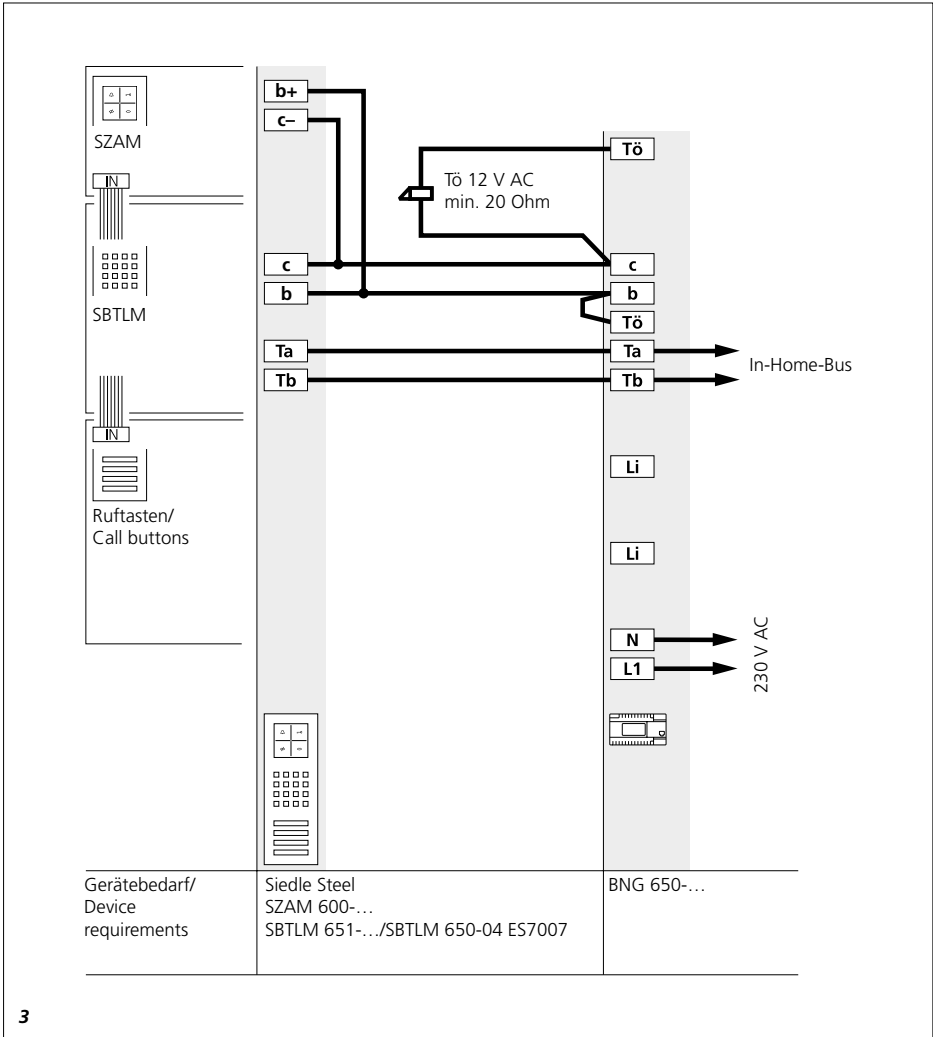 b+
c–
SZAM
Tö
IN
Tö 12 V AC
min. 20 Ohm
c
c
b
b
SBTLM
Tö
Ta
Ta
In-Home-Bus
Tb
Tb
IN
Li
Ruftasten/
Call buttons
Li
N
230 V AC
L1
Gerätebedarf/
Device
requirements
Siedle Steel
SZAM 600-…
SBTLM 651-…/SBTLM 650-04 ES7007
BNG 650-…
3